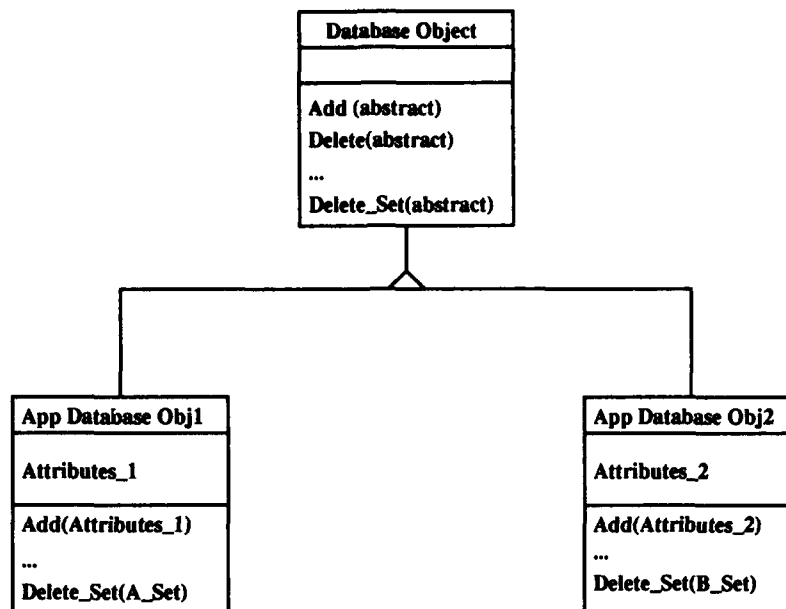 Database Object
Add (abstract)
Delete(abstract)
...
Delete_Set(abstract)
App Database Obj1
Attributes_1
Add(Attributes_1)
...
Delete_Set(A_Set)
App Database Obj2
Attributes_2
Add(Attributes_2)
...
Delete_Set(B_Set)